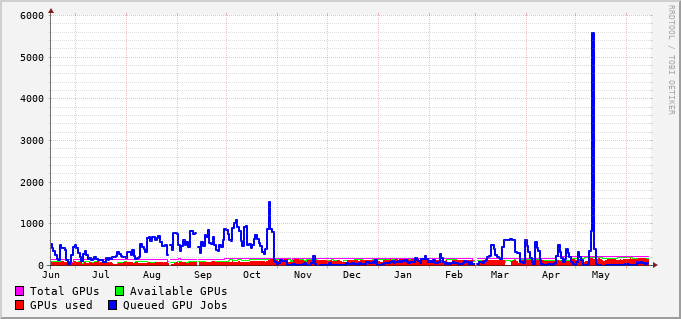 RRDTOOL / TOBI OETIKER
6000
5000
4000
3000
2000
1000
0
Jun Jul Aug Sep Oct Nov Dec Jan Feb Mar Apr May
Total GPUs Available GPUs
GPUs used Queued GPU Jobs